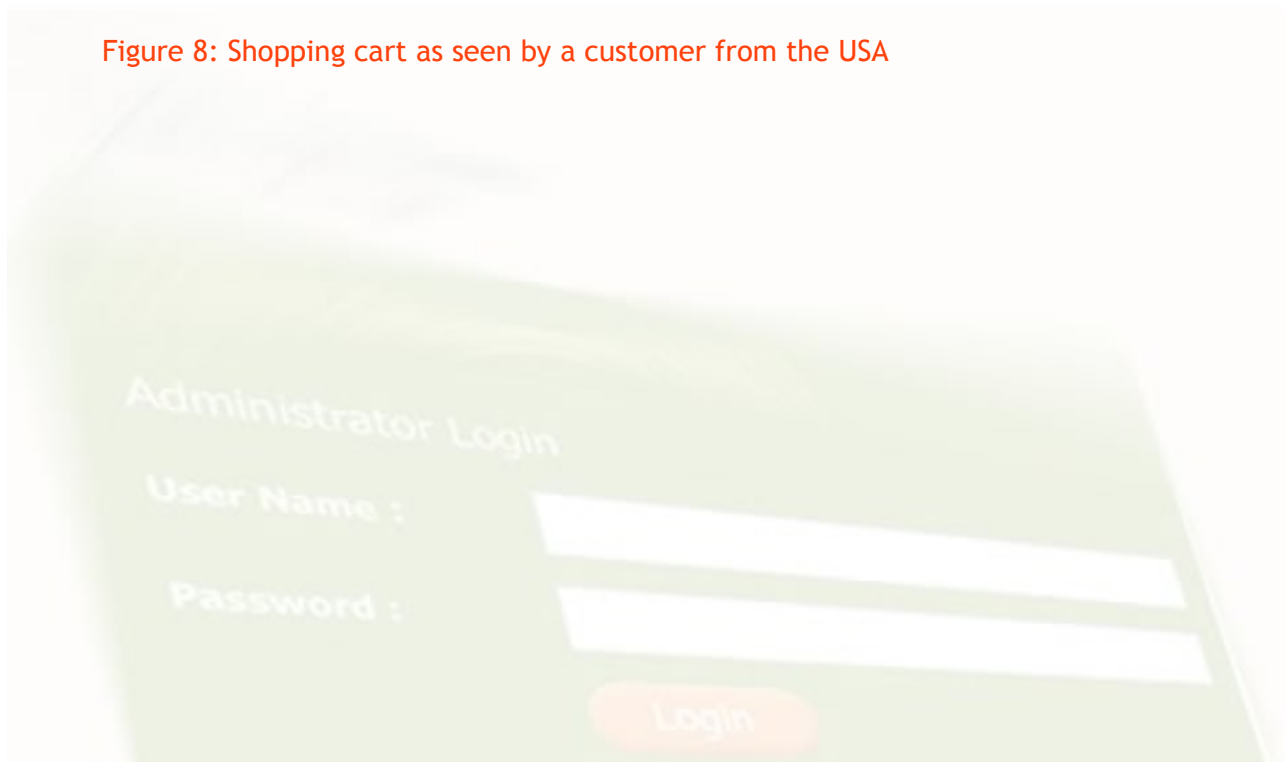 Figure 8: Shopping cart as seen by a customer from the USA
Administrator Login
User Name :
Password :
Login